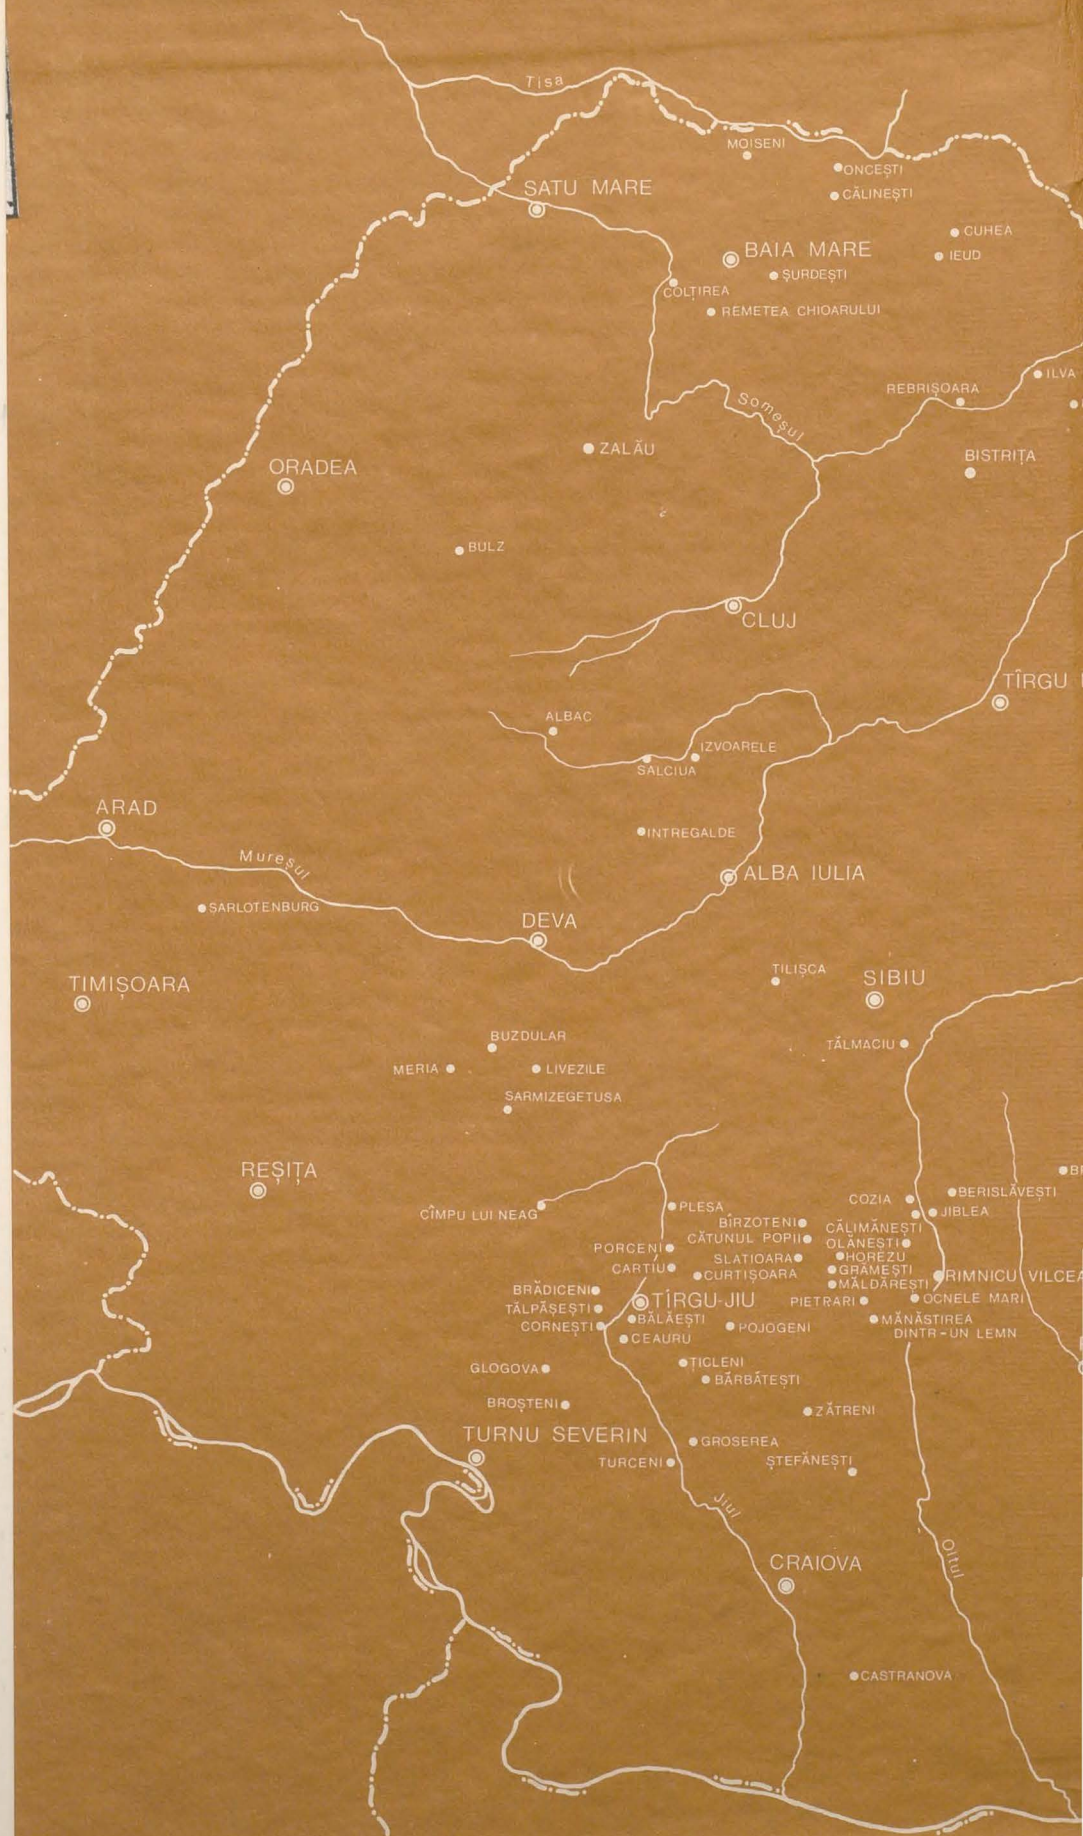 Tisa
MOISENI
ONCEȘTI
SATU MARE
CĂLINEȘTI
CUHEA
BAIA MARE
IEUD
ȘURDEȘTI
COLȚIREA
REMETEA CHIOARULUI
ILVA
REBRIȘOARA
Someșul
ZALĂU
BISTRIȚA
ORADEA
BULZ
CLUJ
TÎRGU
ALBAC
IZVOARELE
SALCIUA
ARAD
INTREGALDE
Mureșul
ALBA IULIA
ȘARLOTENBURG
DEVA
TILIȘCA
SIBIU
TIMIȘOARA
BUZDULAR
TĂLMACIU
MERIA
LIVEZILE
SARMIZEGETUSA
REȘIȚA
BERISLĂVEȘTI
COZIA
PLESA
CÎMPU LUI NEAG
JIBLEA
BÎRZOTENI
CĂLIMĂNEȘTI
CĂTUNUL POPII
OLĂNEȘTI
PORCENI
SLATIOARA
HOREZU
CARTIU
CURTIȘOARA
GRĂMEȘTI
RIMNICU VILCEA
MĂLDĂREȘTI
BRĂDICENI
TÎRGU-JIU
PIETRARI
OCNELE MARI
TĂLPĂȘEȘTI
BĂLĂEȘTI
MĂNĂSTIREA
DINTR-UN LEMN
CORNEȘTI
POJOGENI
CEAURU
ȚICLENI
GLOGOVA
BĂRBĂTEȘTI
BROȘTENI
ZĂTRENI
TURNU SEVERIN
GROSEREA
TURCENI
ȘTEFĂNEȘTI
Jiul
Oltul
CRAIOVA
CASTRANOVA